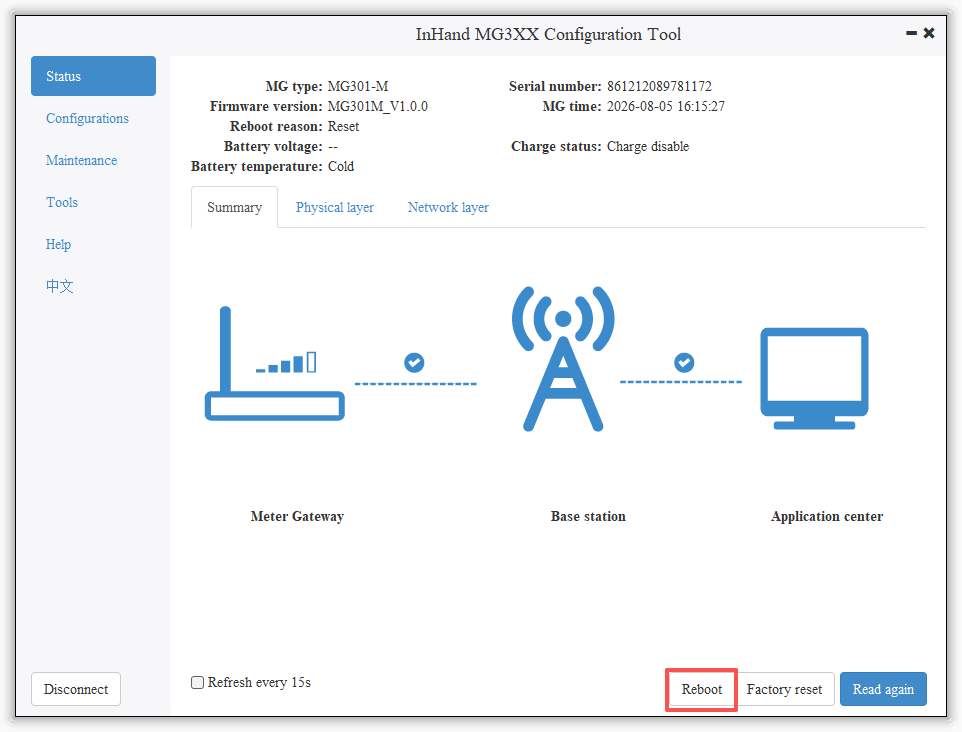 InHand MG3XX Configuration Tool
Status
Configurations
Maintenance
Tools
Help
中文
MG type: MG301-M
Serial number: 861212089781172
Firmware version: MG301M_V1.0.0
MG time: 2026-08-05 16:15:27
Reboot reason: Reset
Battery voltage: --
Charge status: Charge disable
Battery temperature: Cold
Summary
Physical layer
Network layer
Meter Gateway
Base station
Application center
Disconnect
Refresh every 15s
Reboot
Factory reset
Read again